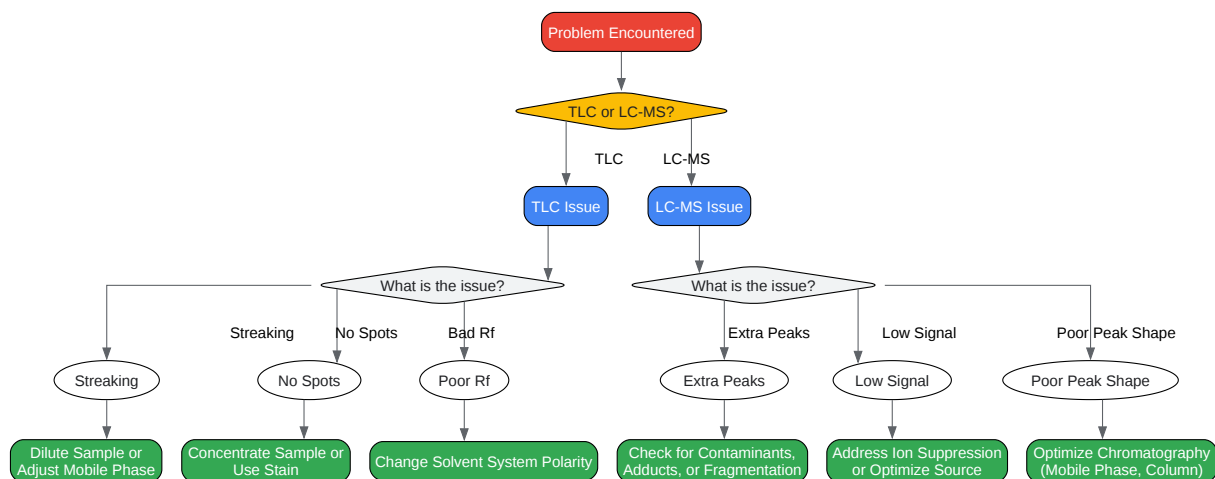 Problem Encountered
TLC or LC-MS?
TLC
LC-MS
TLC Issue
LC-MS Issue
What is the issue?
What is the issue?
Streaking
No Spots
Bad Rf
Extra Peaks
Low Signal
Poor Peak Shape
Streaking
No Spots
Poor Rf
Extra Peaks
Low Signal
Poor Peak Shape
Dilute Sample or
Adjust Mobile Phase
Concentrate Sample or
Use Stain
Change Solvent System Polarity
Check for Contaminants,
Adducts, or Fragmentation
Address Ion Suppression
or Optimize Source
Optimize Chromatography
(Mobile Phase, Column)